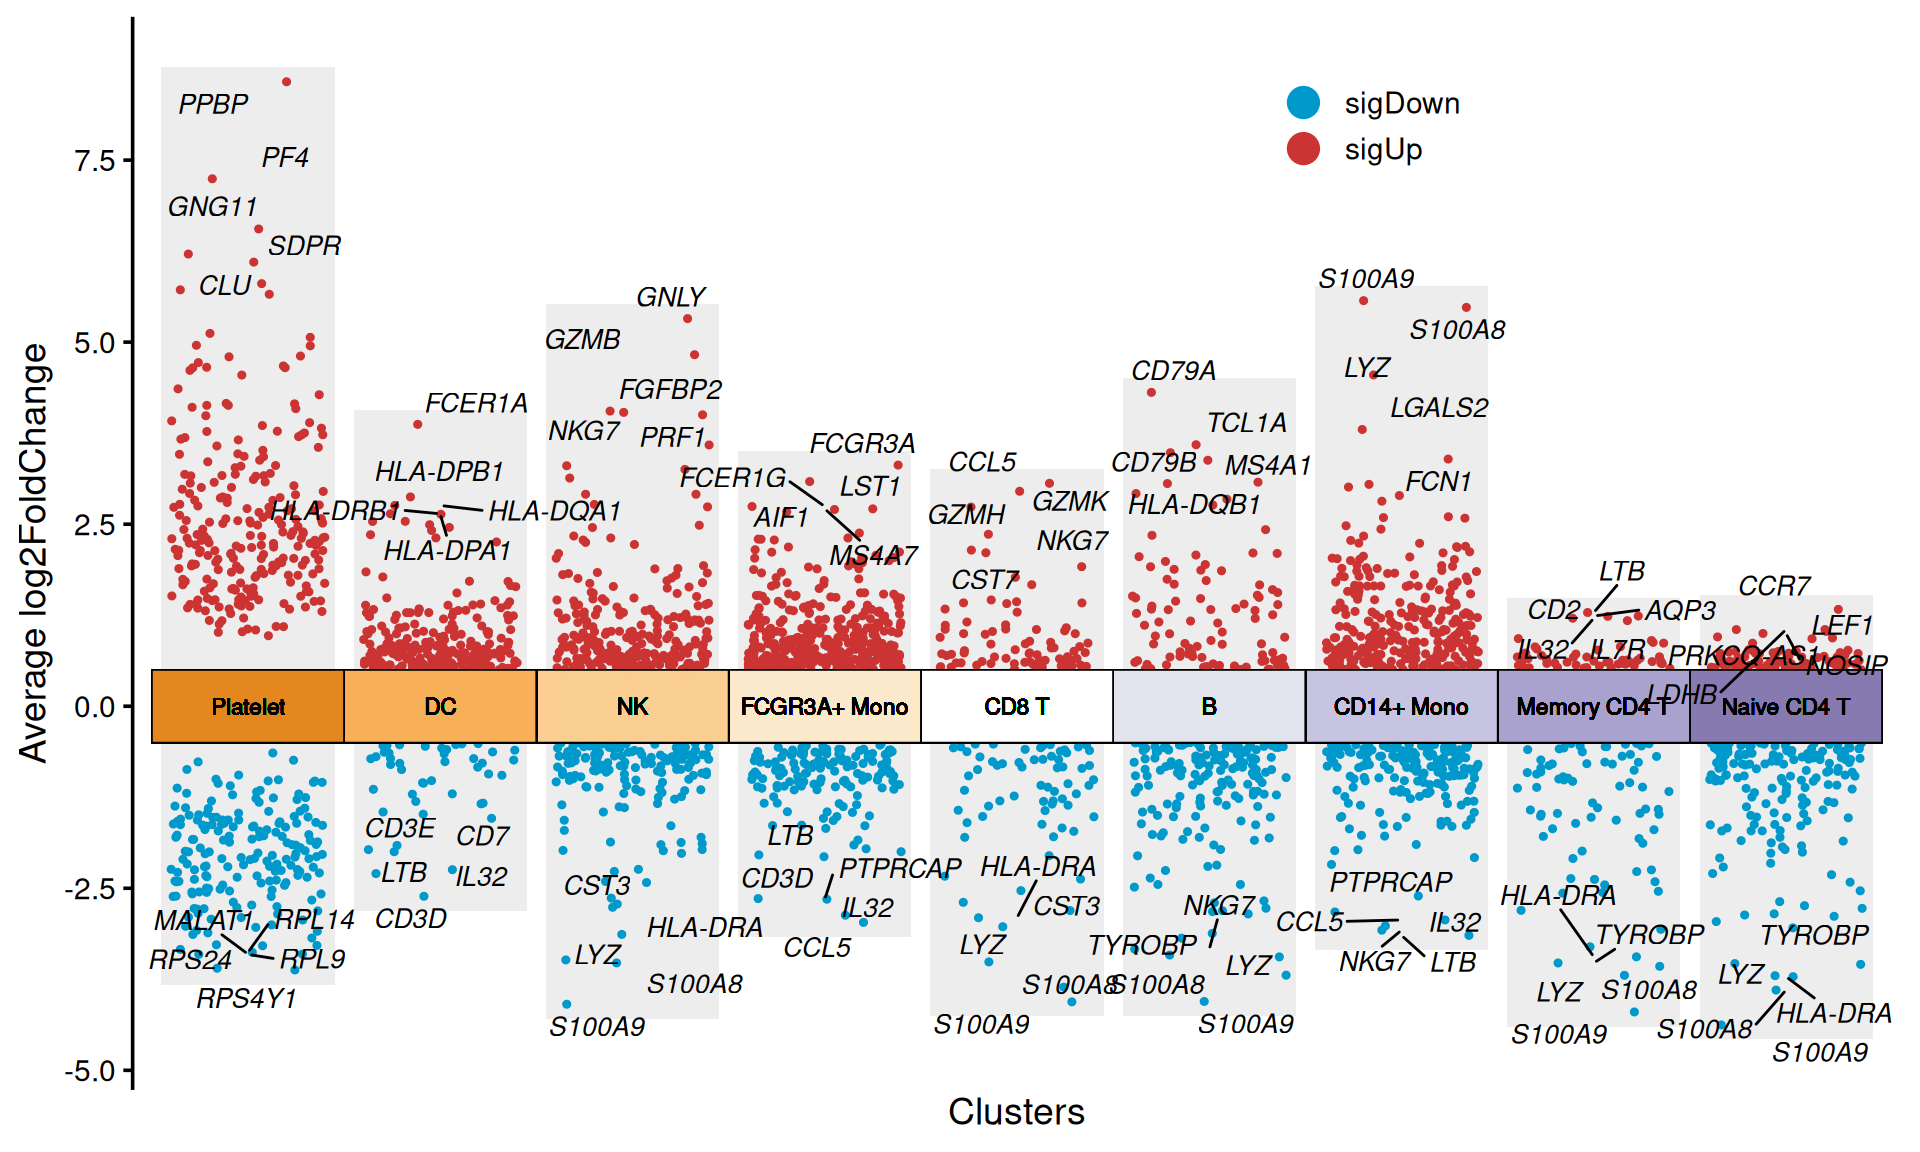 Average log2FoldChange
7.5
5.0
2.5
0.0
-2.5
-5.0
sigDown
sigUp
PPBP
PF4
GNG11
SDPR
CLU
FCER1A
HLA-DPB1
HLA-DRB1
HLA-DQA1
HLA-DPA1
GNLY
GZMB
FGFBP2
NKG7
PRF1
FCGR3A
FCER1G
LST1
AIF1
MS4A7
CCL5
GZMK
GZMH
NKG7
CST7
CD79A
TCL1A
CD79B
MS4A1
HLA-DQB1
S100A9
S100A8
LYZ
LGALS2
FCN1
LTB
CD2
AQP3
IL32
IL7R
CCR7
LEF1
PRKCQ-AS1
NOSIP
LDHB
Platelet
DC
NK
FCGR3A+ Mono
CD8 T
B
CD14+ Mono
Memory CD4 T
Naive CD4 T
MALAT1
RPL14
RPS24
RPL9
RPS4Y1
CD3E
CD7
LTB
IL32
CD3D
CST3
HLA-DRA
LYZ
S100A8
S100A9
LTB
CD3D
PTPRCAP
IL32
CCL5
HLA-DRA
CST3
LYZ
S100A8
S100A9
NKG7
TYROBP
LYZ
S100A8
S100A9
PTPRCAP
CCL5
IL32
NKG7
LTB
HLA-DRA
TYROBP
LYZ
S100A8
S100A9
TYROBP
LYZ
HLA-DRA
S100A8
S100A9
Clusters